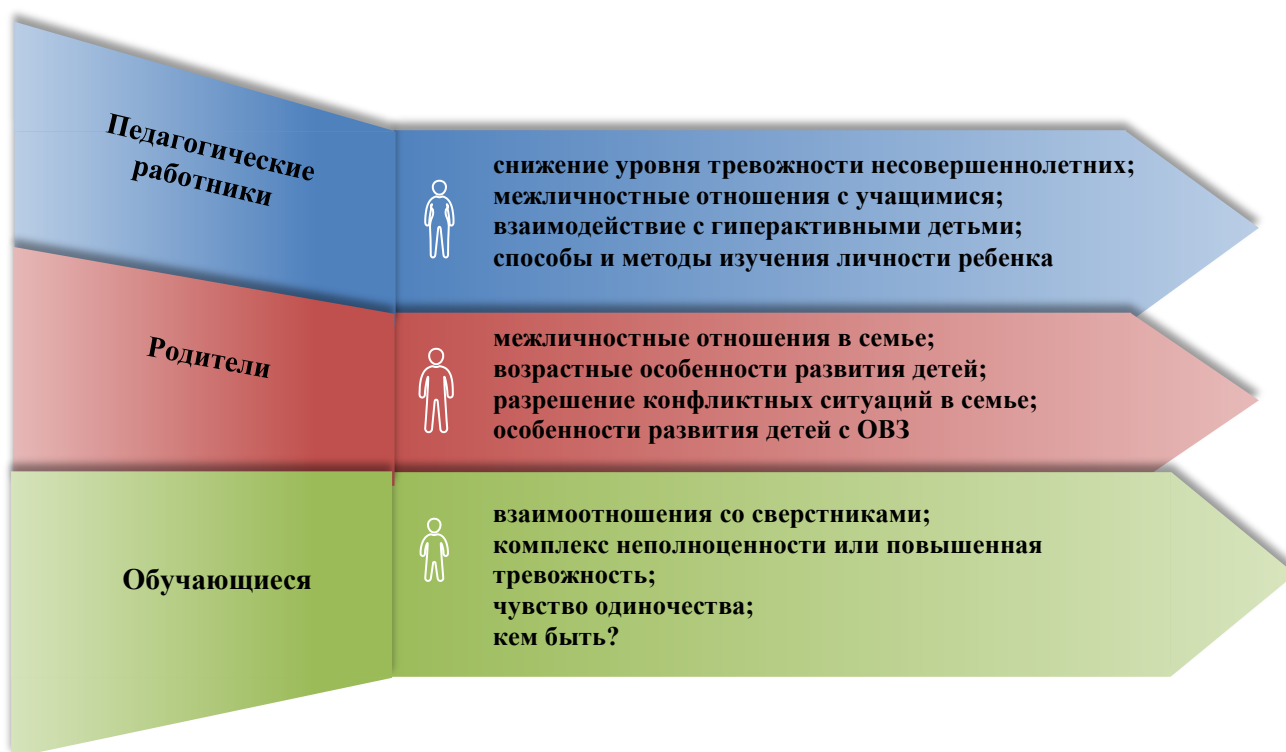 Педагогические
работники
снижение уровня тревожности несовершеннолетних;
межличностные отношения с учащимися;
взаимодействие с гиперактивными детьми;
способы и методы изучения личности ребенка
Родители
межличностные отношения в семье;
возрастные особенности развития детей;
разрешение конфликтных ситуаций в семье;
особенности развития детей с ОВЗ
Обучающиеся
взаимоотношения со сверстниками;
комплекс неполноценности или повышенная
тревожность;
чувство одиночества;
кем быть?